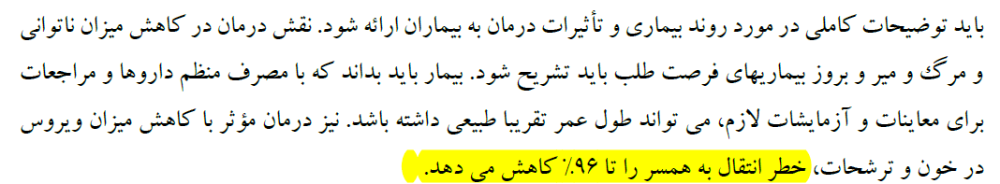 باید توضیحات کاملی در مورد روند بیماری و تأثیرات درمان به بیماران ارائه شود. نقش درمان در کاهش میزان ناتوانی
و مرگ و میر و بروز بیماریهای فرصت طلب باید تشریح شود. بیمار باید بداند که با مصرف منظم داروها و مراجعات
برای معاینات و آزمایشات لازم، می تواند طول عمر تقریبا طبیعی داشته باشد. نیز درمان مؤثر با کاهش میزان ویروس
در خون و ترشحات، خطر انتقال به همسر را تا ۹۶٪ کاهش می دهد.